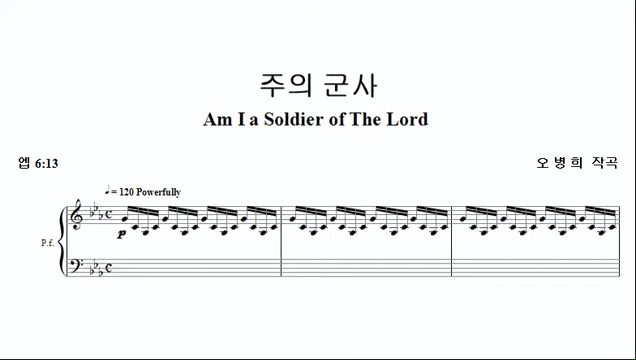 주의 군사
Am I a Soldier of The Lord
엡 6:13
오 병 희 작곡
♩ = 120 Powerfully
P.f.
p